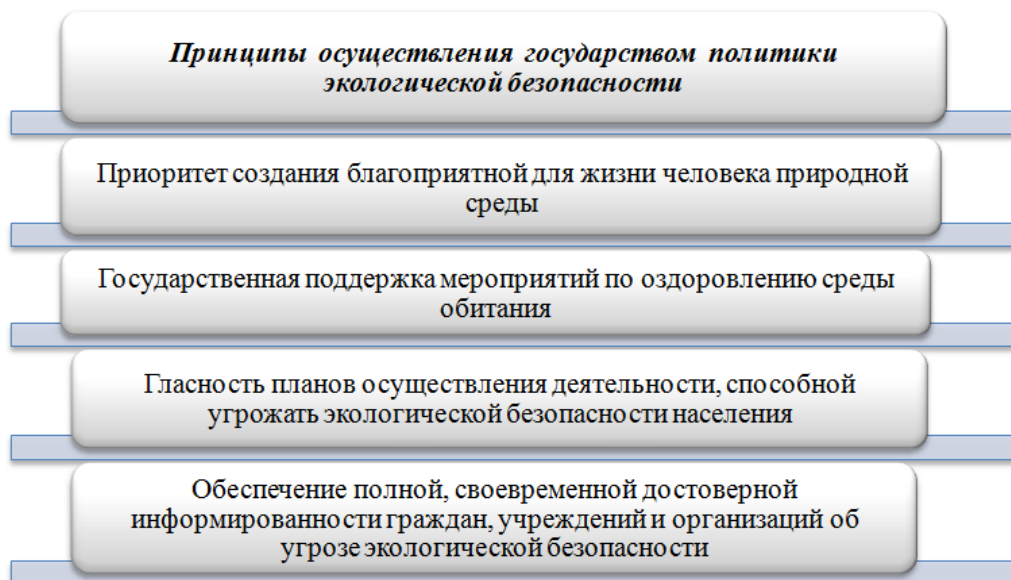 Принципы осуществления государством политики
экологической безопасности
Приоритет создания благоприятной для жизни человека природной
среды
Государственная поддержка мероприятий по оздоровлению среды
обитания
Гласность планов осуществления деятельности, способной
угрожать экологической безопасности населения
Обеспечение полной, своевременной достоверной
информированности граждан, учреждений и организаций об
угрозе экологической безопасности